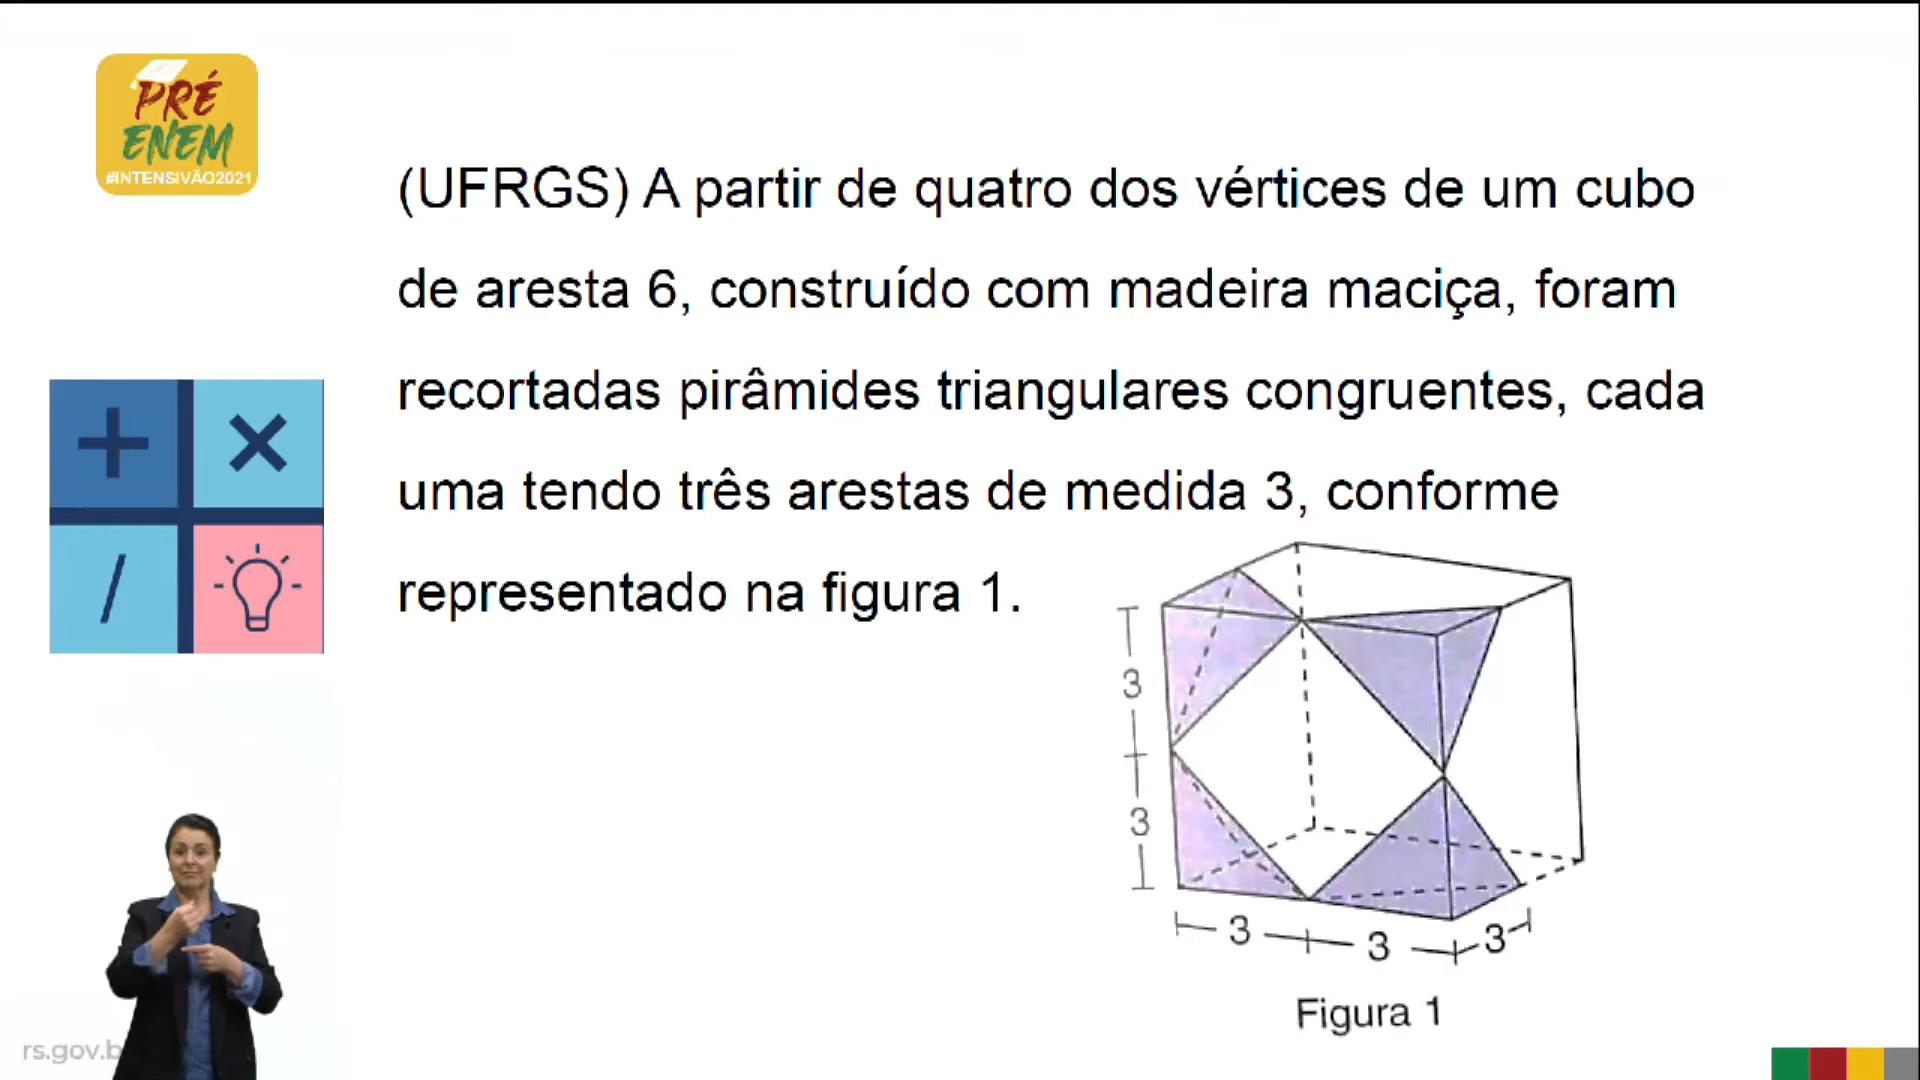 PRÉ
ENEM
#INTENSIVÃO2021
(UFRGS) A partir de quatro dos vértices de um cubo
de aresta 6, construído com madeira maciça, foram
recortadas pirâmides triangulares congruentes, cada
uma tendo três arestas de medida 3, conforme
representado na figura 1.
3
3
3
3
3
Figura 1
rs.gov.b